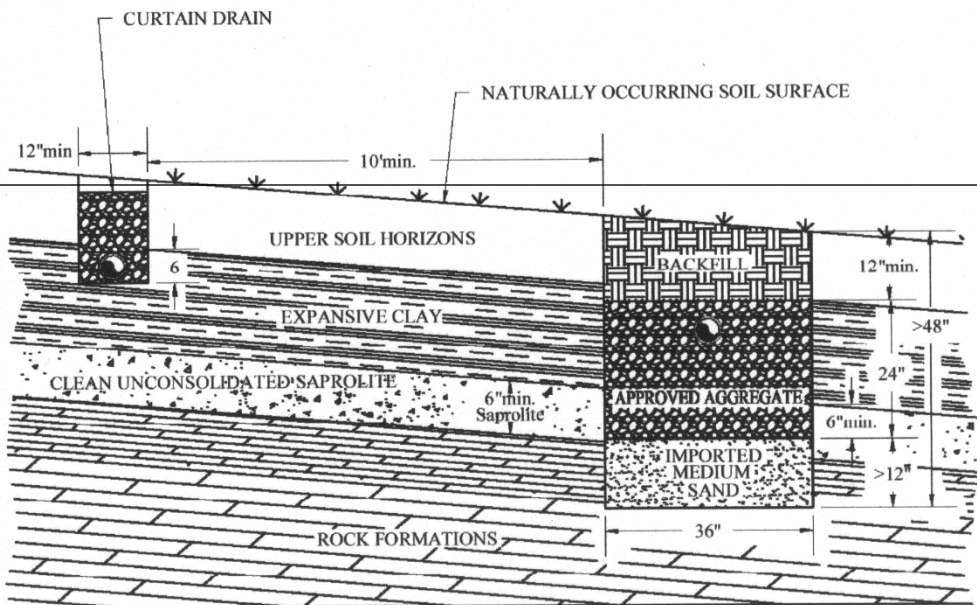 CURTAIN DRAIN
NATURALLY OCCURRING SOIL SURFACE
12"min
10'min.
UPPER SOIL HORIZONS
BACKFILL
6
12"min.
EXPANSIVE CLAY
>48"
24"
CLEAN UNCONSOLIDATED SAPROLITE
6"min.
Saprolite
APPROVED AGGREGATE
6"min.
IMPORTED
MEDIUM
SAND
>12"
ROCK FORMATIONS
36"